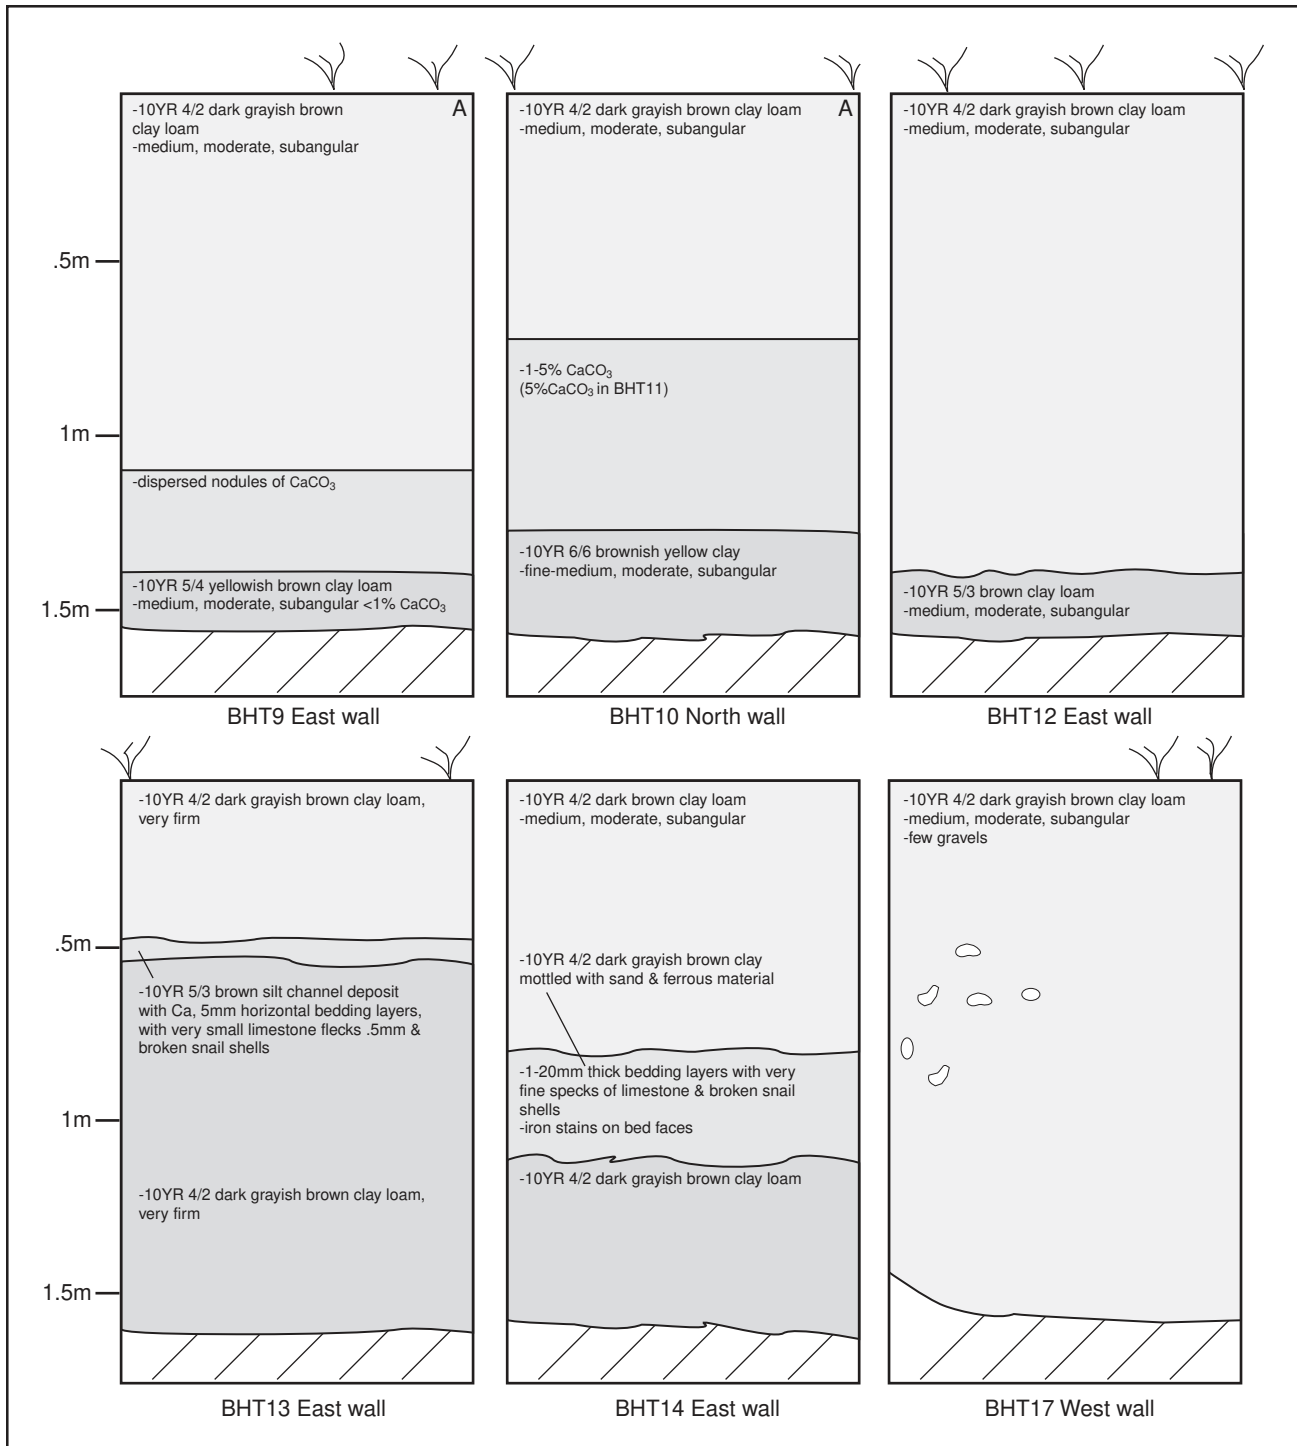 -10YR 4/2 dark grayish brown
clay loam
-medium, moderate, subangular
A
-dispersed nodules of CaCO₃
-10YR 5/4 yellowish brown clay loam
-medium, moderate, subangular <1% CaCO₃
.5m
1m
1.5m
BHT9 East wall
-10YR 4/2 dark grayish brown clay loam
-medium, moderate, subangular
A
-1-5% CaCO₃
(5%CaCO₃ in BHT11)
-10YR 6/6 brownish yellow clay
-fine-medium, moderate, subangular
BHT10 North wall
-10YR 4/2 dark grayish brown clay loam
-medium, moderate, subangular
-10YR 5/3 brown clay loam
-medium, moderate, subangular
BHT12 East wall
-10YR 4/2 dark grayish brown clay loam,
very firm
-10YR 5/3 brown silt channel deposit
with Ca, 5mm horizontal bedding layers,
with very small limestone flecks .5mm &
broken snail shells
-10YR 4/2 dark grayish brown clay loam,
very firm
.5m
1m
1.5m
BHT13 East wall
-10YR 4/2 dark brown clay loam
-medium, moderate, subangular
-10YR 4/2 dark grayish brown clay
mottled with sand & ferrous material
-1-20mm thick bedding layers with very
fine specks of limestone & broken snail
shells
-iron stains on bed faces
-10YR 4/2 dark grayish brown clay loam
BHT14 East wall
-10YR 4/2 dark grayish brown clay loam
-medium, moderate, subangular
-few gravels
BHT17 West wall